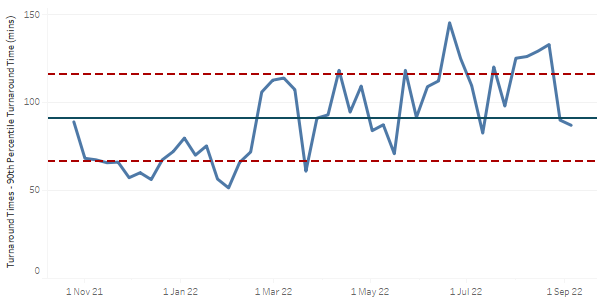 Turnaround Times - 90th Percentile Turnaround Time (mins)
150
100
50
0
1 Nov 21
1 Jan 22
1 Mar 22
1 May 22
1 Jul 22
1 Sep 22